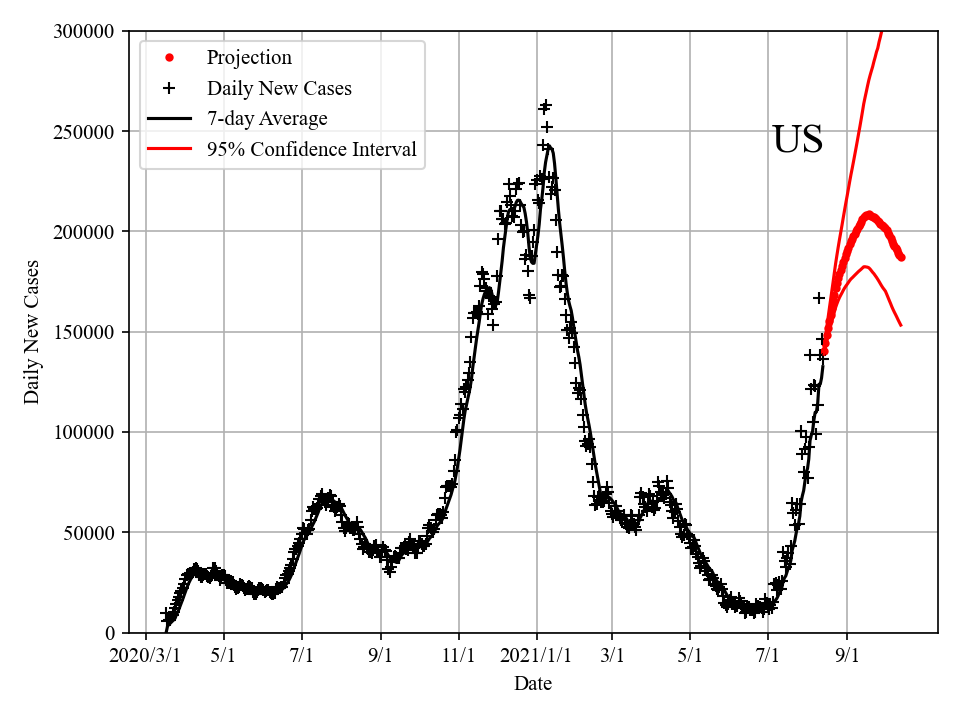 300000
250000
200000
150000
100000
50000
0
Daily New Cases
Projection
Daily New Cases
7-day Average
95% Confidence Interval
US
2020/3/1 5/1 7/1 9/1 11/1 2021/1/1 3/1 5/1 7/1 9/1
Date